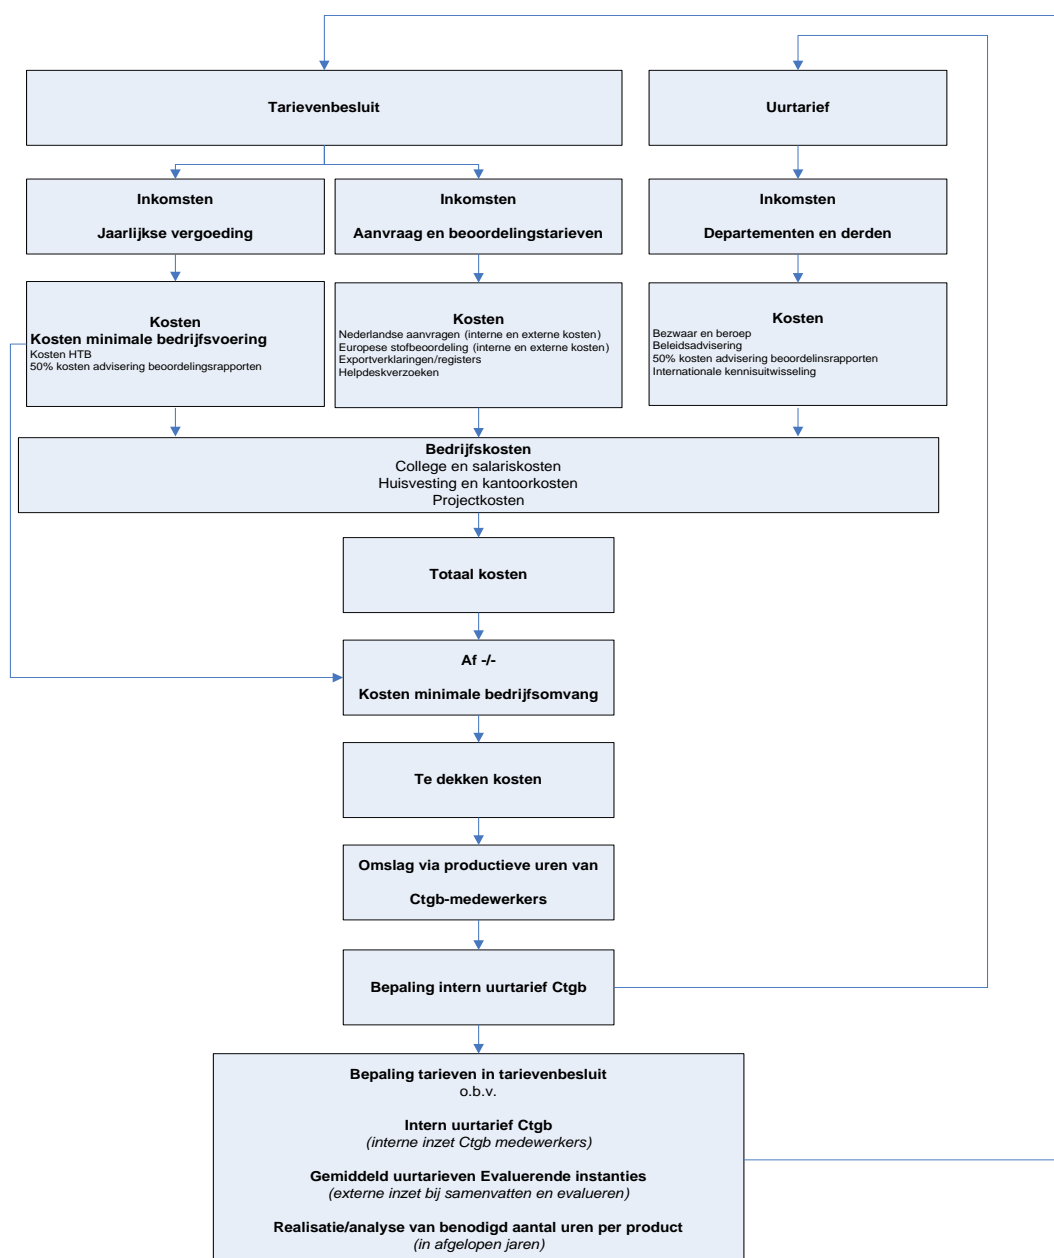 Tarievenbesluit
Uurtarief
Inkomsten
Jaarlijkse vergoeding
Inkomsten
Aanvraag en beoordelingstarieven
Inkomsten
Departementen en derden
Kosten
Kosten minimale bedrijfsvoering
Kosten HTB
50% kosten advisering beoordelingsrapporten
Kosten
Nederlandse aanvragen (interne en externe kosten)
Europese stofbeoordeling (interne en externe kosten)
Exportverklaringen/registers
Helpdeskverzoeken
Kosten
Bezwaar en beroep
Beleidsadvisering
50% kosten advisering beoordelinsrapporten
Internationale kennisuitwisseling
Bedrijfskosten
College en salariskosten
Huisvesting en kantoorkosten
Projectkosten
Totaal kosten
Af -/-
Kosten minimale bedrijfsomvang
Te dekken kosten
Omslag via productieve uren van
Ctgb-medewerkers
Bepaling intern uurtarief Ctgb
Bepaling tarieven in tarievenbesluit
o.b.v.
Intern uurtarief Ctgb
(interne inzet Ctgb medewerkers)
Gemiddeld uurtarieven Evaluerende instanties
(externe inzet bij samenvatten en evalueren)
Realisatie/analyse van benodigd aantal uren per product
(in afgelopen jaren)